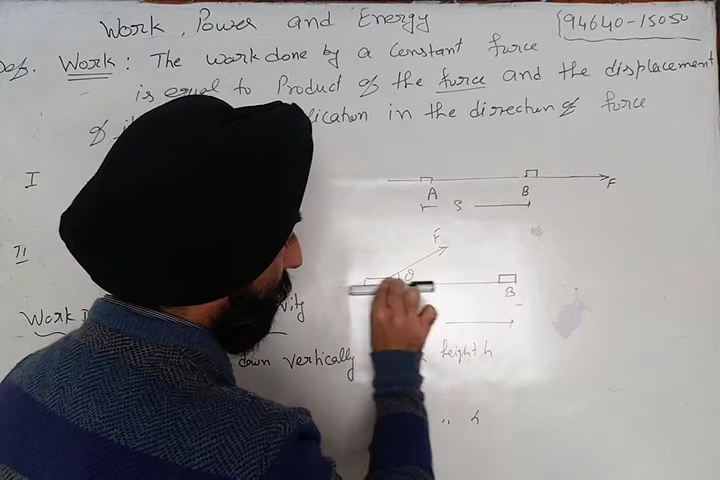 Work, Power and Energy
94640-15050
Def. Work: The work done by a constant force
is equal to Product of the force and the displacement
of in the direction of force
I
A B F
S
II
F
θ
B
Work
down vertically height h
" h